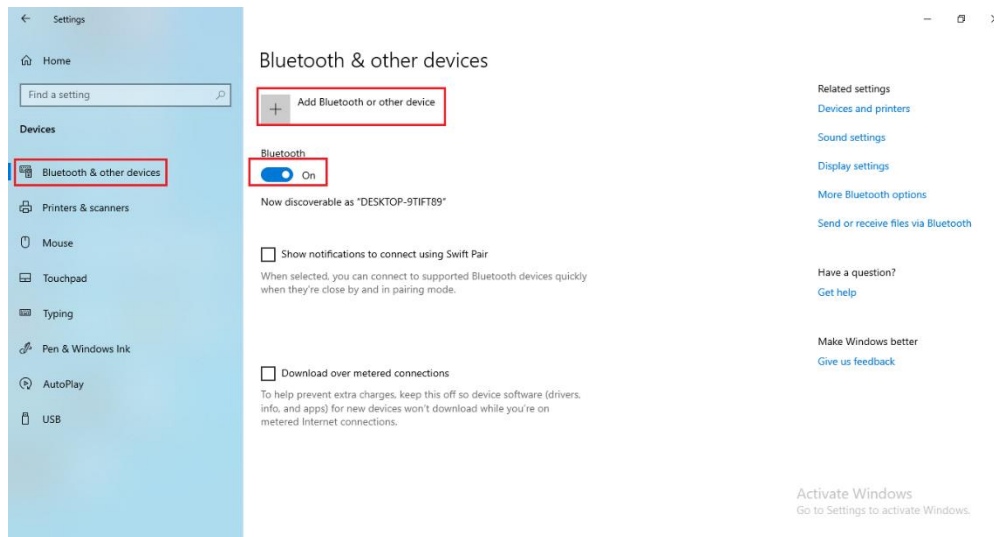 Settings
Home
Find a setting
Devices
Bluetooth & other devices
Printers & scanners
Mouse
Touchpad
Typing
Pen & Windows Ink
AutoPlay
USB
Bluetooth & other devices
Add Bluetooth or other device
Bluetooth
On
Now discoverable as "DESKTOP-9TIFT89"
Show notifications to connect using Swift Pair
When selected, you can connect to supported Bluetooth devices quickly
when they're close by and in pairing mode.
Download over metered connections
To help prevent extra charges, keep this off so device software (drivers,
info, and apps) for new devices won't download while you're on
metered Internet connections.
Related settings
Devices and printers
Sound settings
Display settings
More Bluetooth options
Send or receive files via Bluetooth
Have a question?
Get help
Make Windows better
Give us feedback
Activate Windows
Go to Settings to activate Windows.